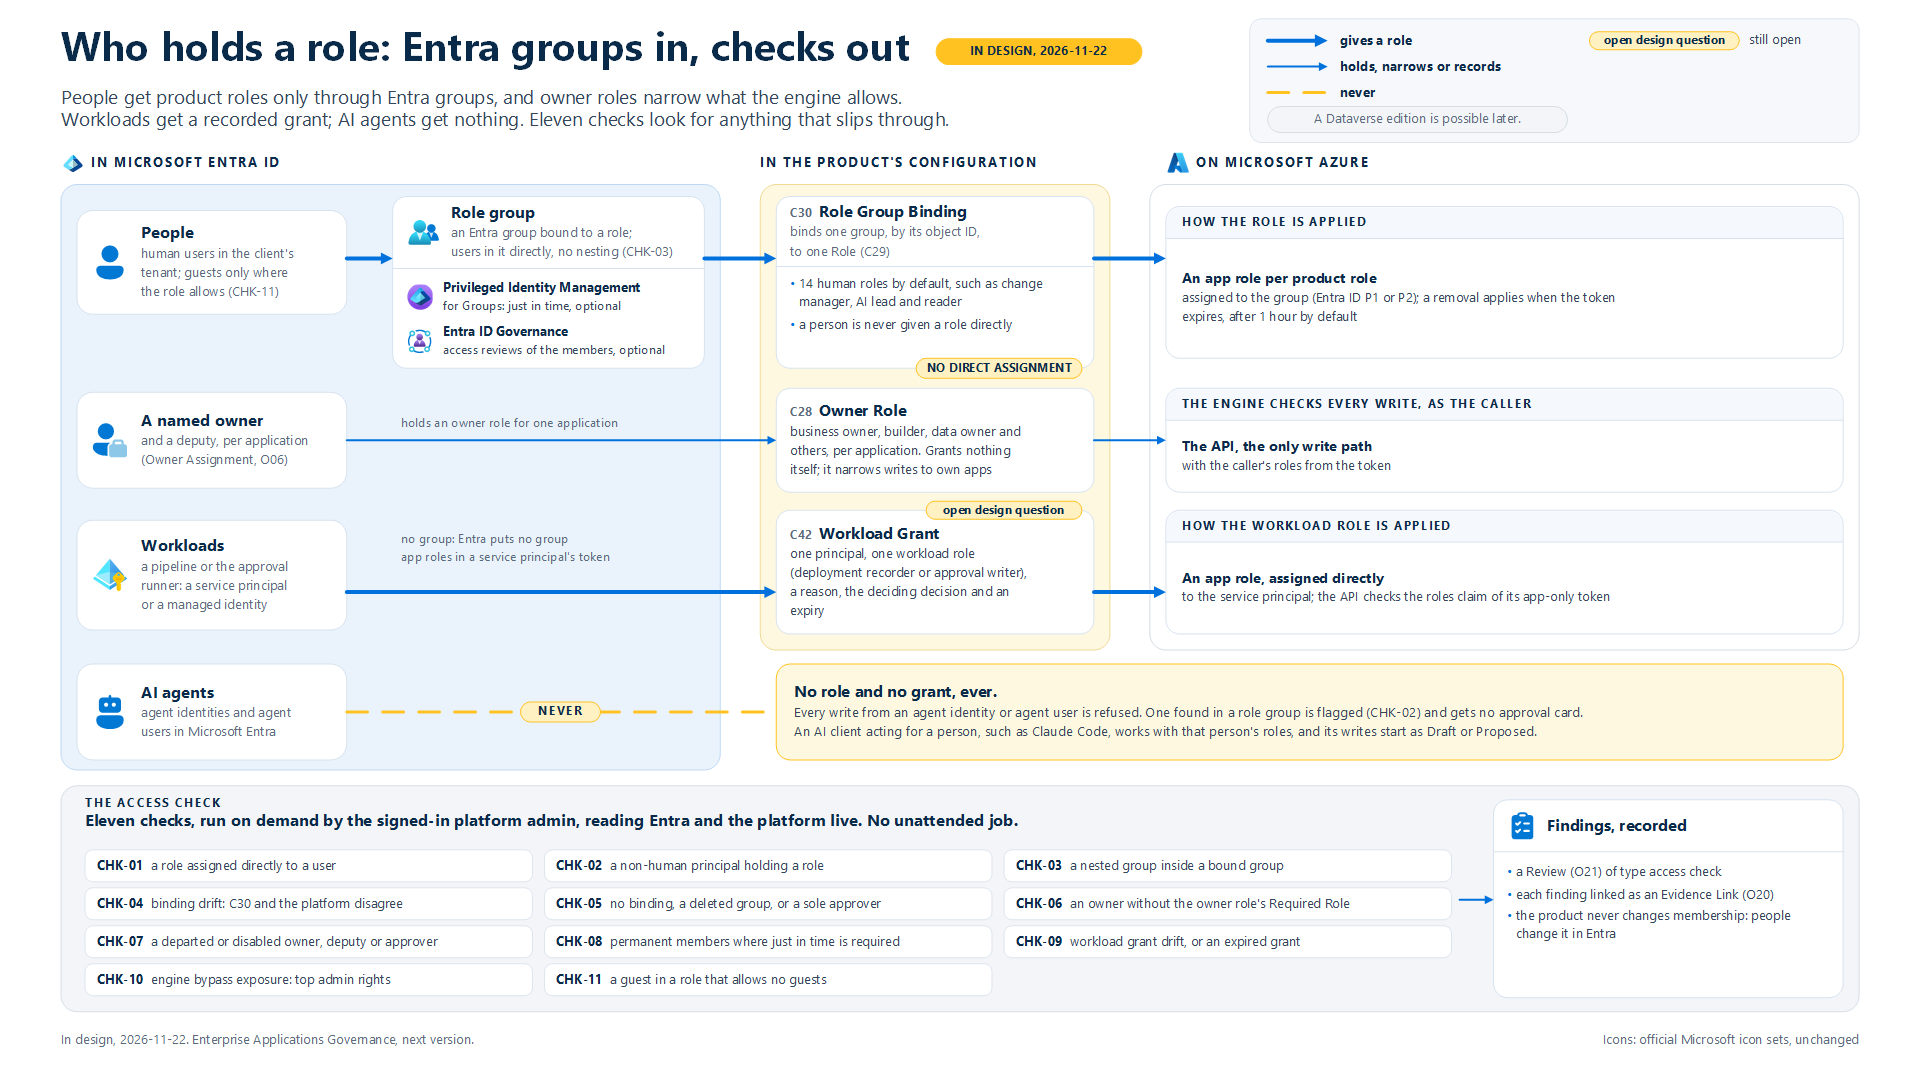 Who holds a role: Entra groups in, checks out
IN DESIGN, 2026-11-22
People get product roles only through Entra groups, and owner roles narrow what the engine allows.
Workloads get a recorded grant; AI agents get nothing. Eleven checks look for anything that slips through.
gives a role
open design question
still open
holds, narrows or records
never
A Dataverse edition is possible later.
IN MICROSOFT ENTRA ID
People
human users in the client's
tenant; guests only where
the role allows (CHK-11)
Role group
an Entra group bound to a role;
users in it directly, no nesting (CHK-03)
Privileged Identity Management
for Groups: just in time, optional
Entra ID Governance
access reviews of the members, optional
A named owner
and a deputy, per application
(Owner Assignment, O06)
holds an owner role for one application
Workloads
a pipeline or the approval
runner: a service principal
or a managed identity
no group: Entra puts no group
app roles in a service principal's token
AI agents
agent identities and agent
users in Microsoft Entra
NEVER
IN THE PRODUCT'S CONFIGURATION
C30 Role Group Binding
binds one group, by its object ID,
to one Role (C29)
• 14 human roles by default, such as change
manager, AI lead and reader
• a person is never given a role directly
NO DIRECT ASSIGNMENT
C28 Owner Role
business owner, builder, data owner and
others, per application. Grants nothing
itself; it narrows writes to own apps
open design question
C42 Workload Grant
one principal, one workload role
(deployment recorder or approval writer),
a reason, the deciding decision and an
expiry
ON MICROSOFT AZURE
HOW THE ROLE IS APPLIED
An app role per product role
assigned to the group (Entra ID P1 or P2); a removal applies when the token
expires, after 1 hour by default
THE ENGINE CHECKS EVERY WRITE, AS THE CALLER
The API, the only write path
with the caller's roles from the token
HOW THE WORKLOAD ROLE IS APPLIED
An app role, assigned directly
to the service principal; the API checks the roles claim of its app-only token
No role and no grant, ever.
Every write from an agent identity or agent user is refused. One found in a role group is flagged (CHK-02) and gets no approval card.
An AI client acting for a person, such as Claude Code, works with that person's roles, and its writes start as Draft or Proposed.
THE ACCESS CHECK
Eleven checks, run on demand by the signed-in platform admin, reading Entra and the platform live. No unattended job.
CHK-01 a role assigned directly to a user
CHK-02 a non-human principal holding a role
CHK-03 a nested group inside a bound group
CHK-04 binding drift: C30 and the platform disagree
CHK-05 no binding, a deleted group, or a sole approver
CHK-06 an owner without the owner role's Required Role
CHK-07 a departed or disabled owner, deputy or approver
CHK-08 permanent members where just in time is required
CHK-09 workload grant drift, or an expired grant
CHK-10 engine bypass exposure: top admin rights
CHK-11 a guest in a role that allows no guests
Findings, recorded
• a Review (O21) of type access check
• each finding linked as an Evidence Link (O20)
• the product never changes membership: people
change it in Entra
In design, 2026-11-22. Enterprise Applications Governance, next version.
Icons: official Microsoft icon sets, unchanged